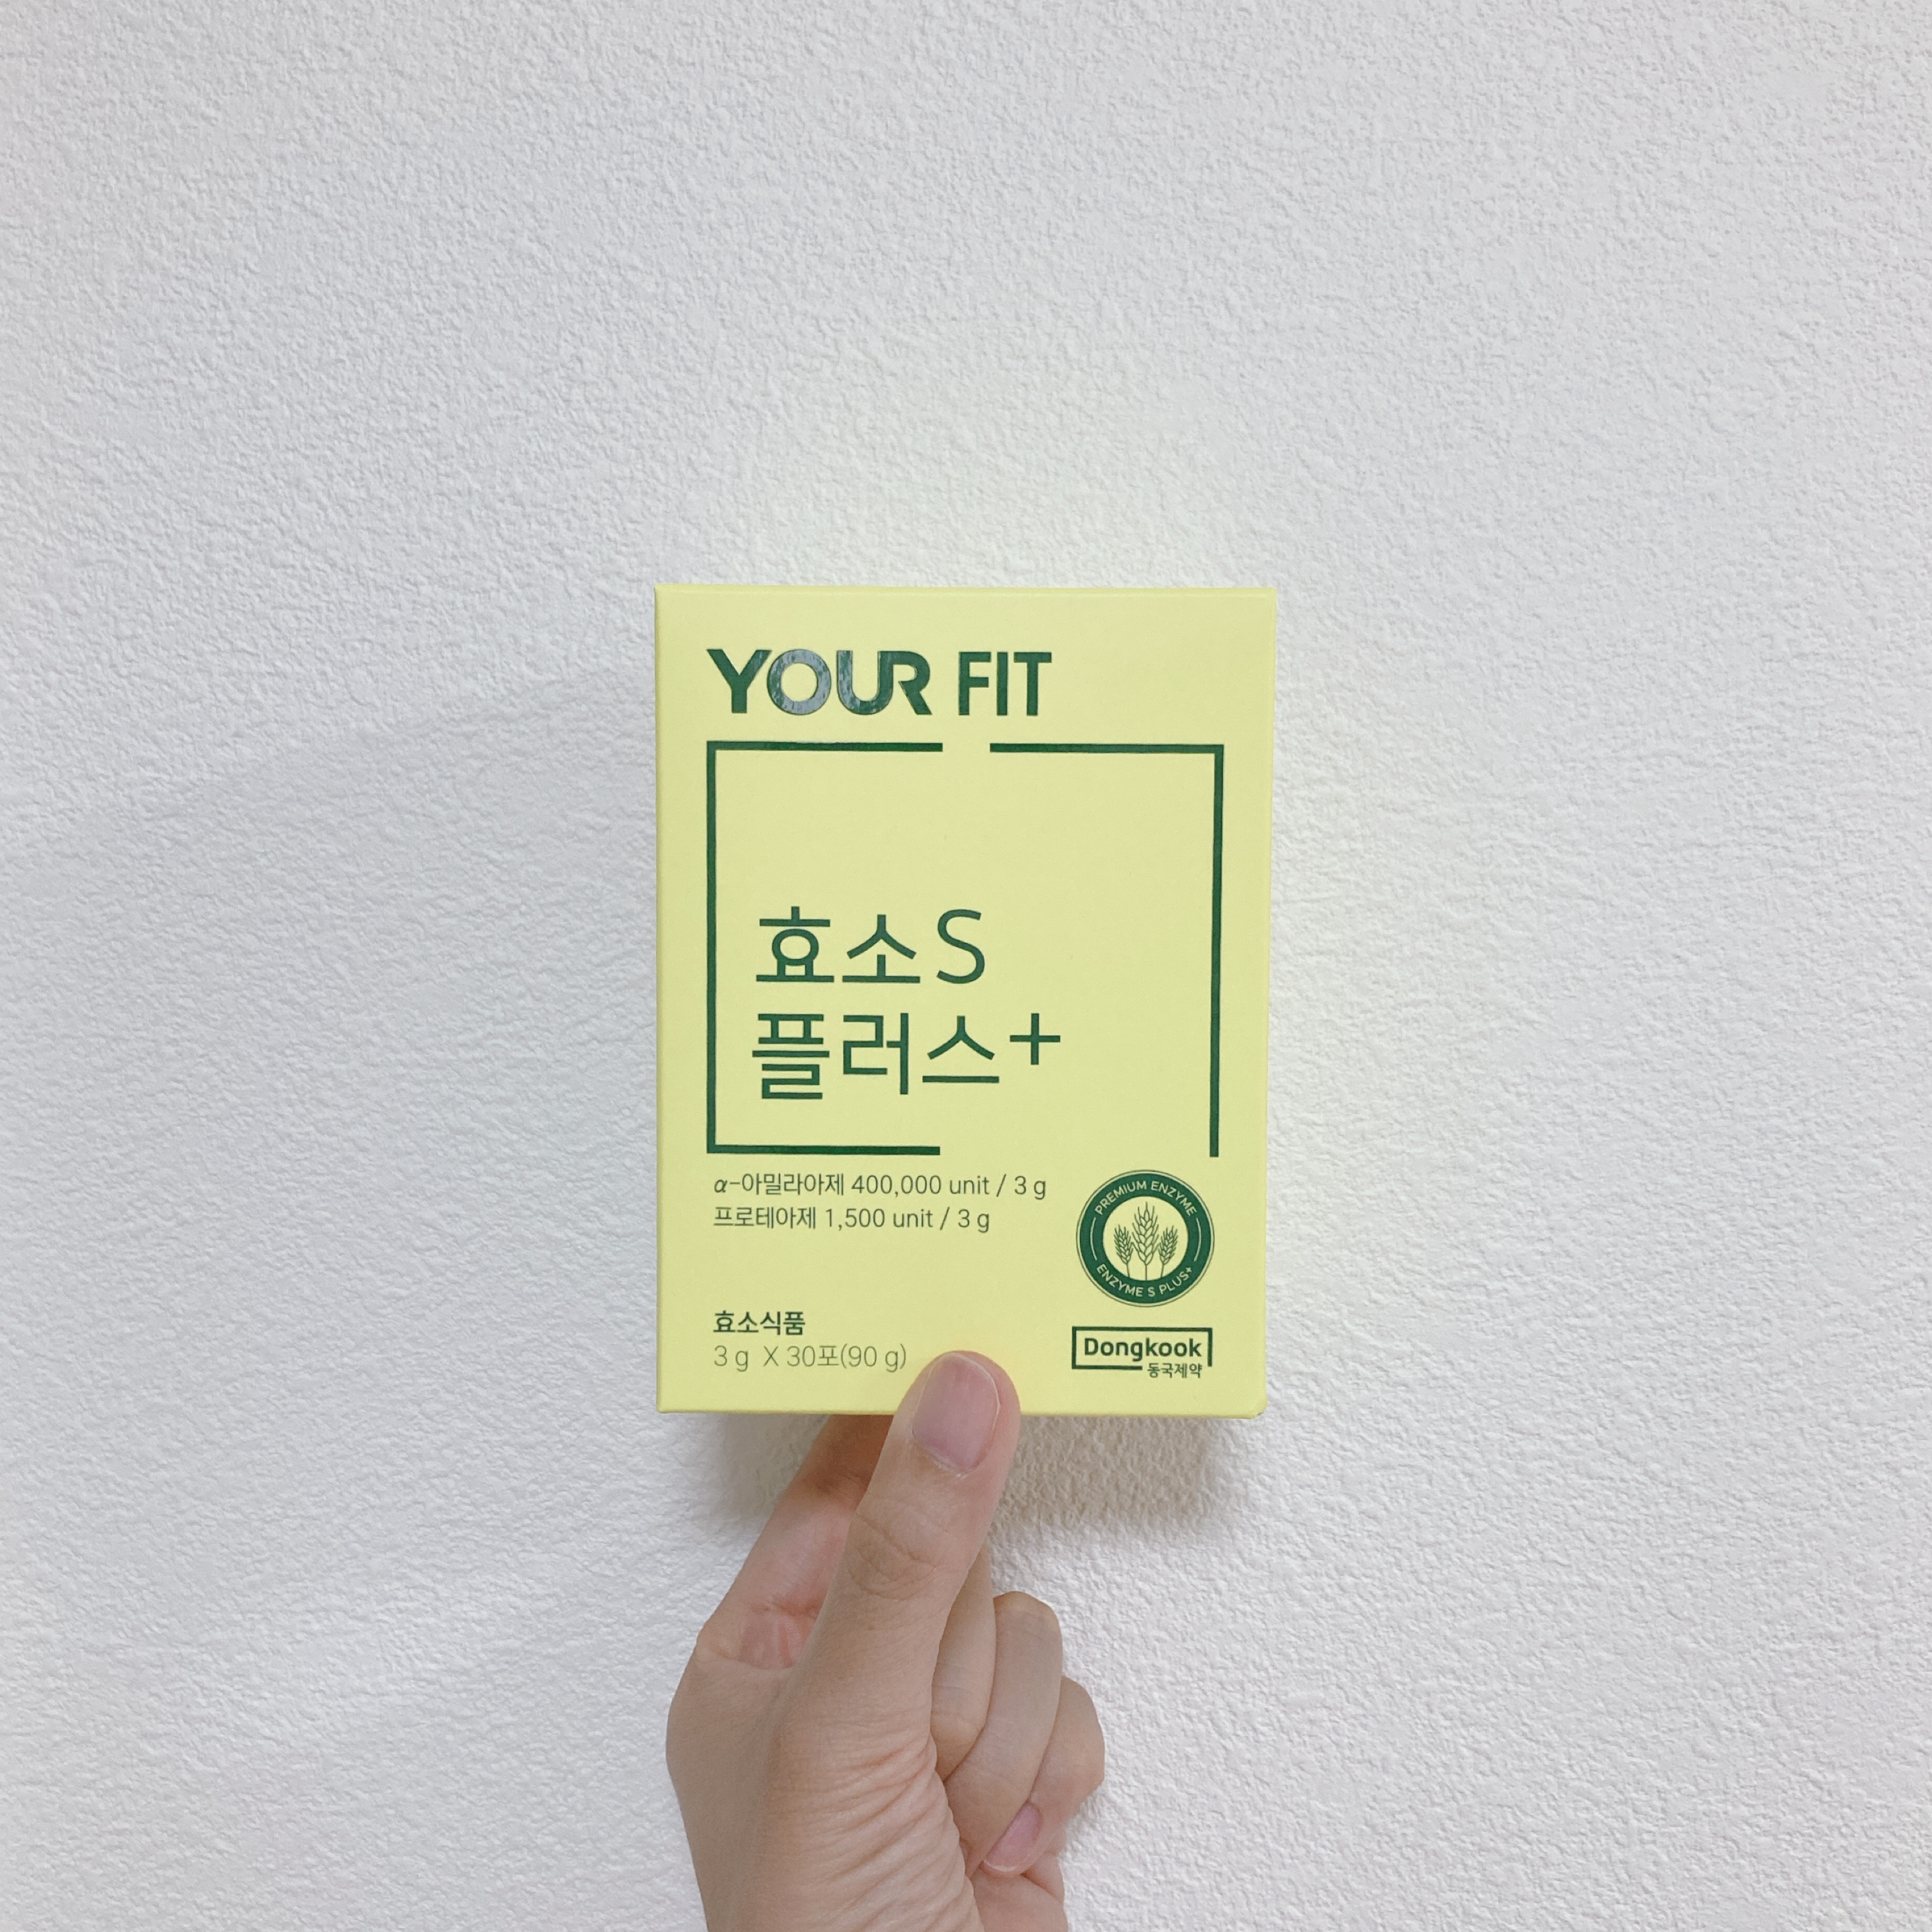 YOUR FIT
효소S
플러스+
α-아밀라아제 400,000 unit / 3 g
프로테아제 1,500 unit / 3 g
PREMIUM ENZYME
ENZYME S PLUS+
효소식품
3 g X 30포(90 g)
Dongkook
동국제약